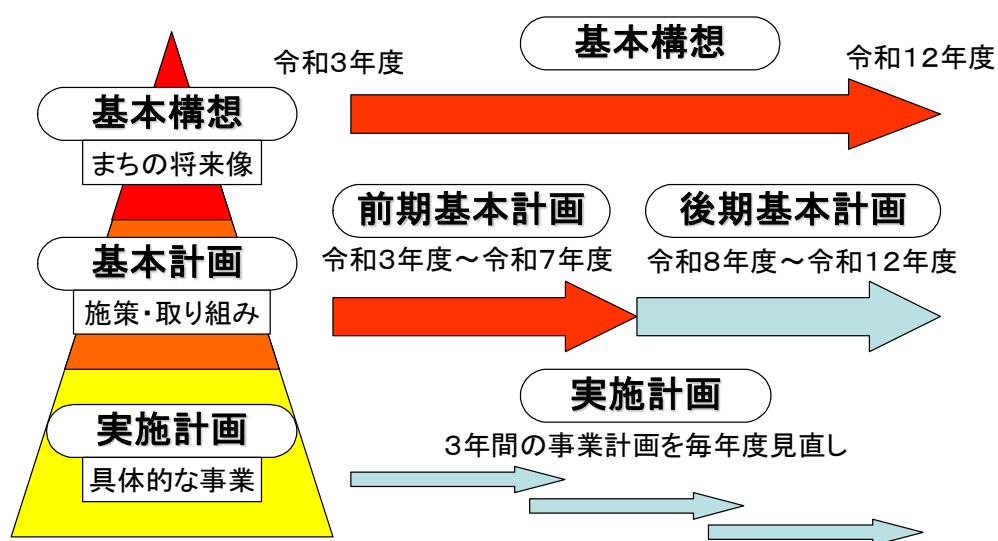 基本構想
まちの将来像
基本計画
施策・取り組み
実施計画
具体的な事業
基本構想
令和3年度
令和12年度
前期基本計画
後期基本計画
令和3年度～令和7年度
令和8年度～令和12年度
実施計画
3年間の事業計画を毎年度見直し